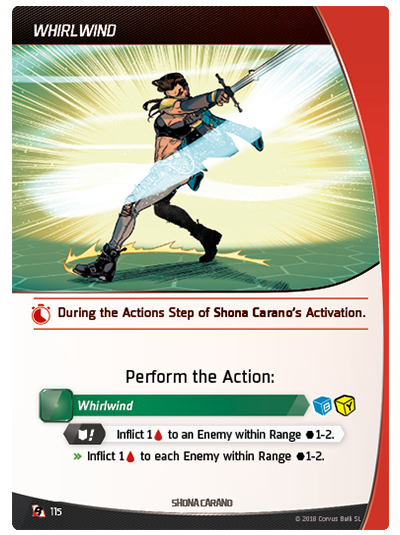 WHIRLWIND
During the Actions Step of Shona Carano's Activation.
Perform the Action:
Whirlwind B Y
! Inflict 1 to an Enemy within Range 1-2.
» Inflict 1 to each Enemy within Range 1-2.
115
SHONA CARANO
© 2018 Corvus Belli SL